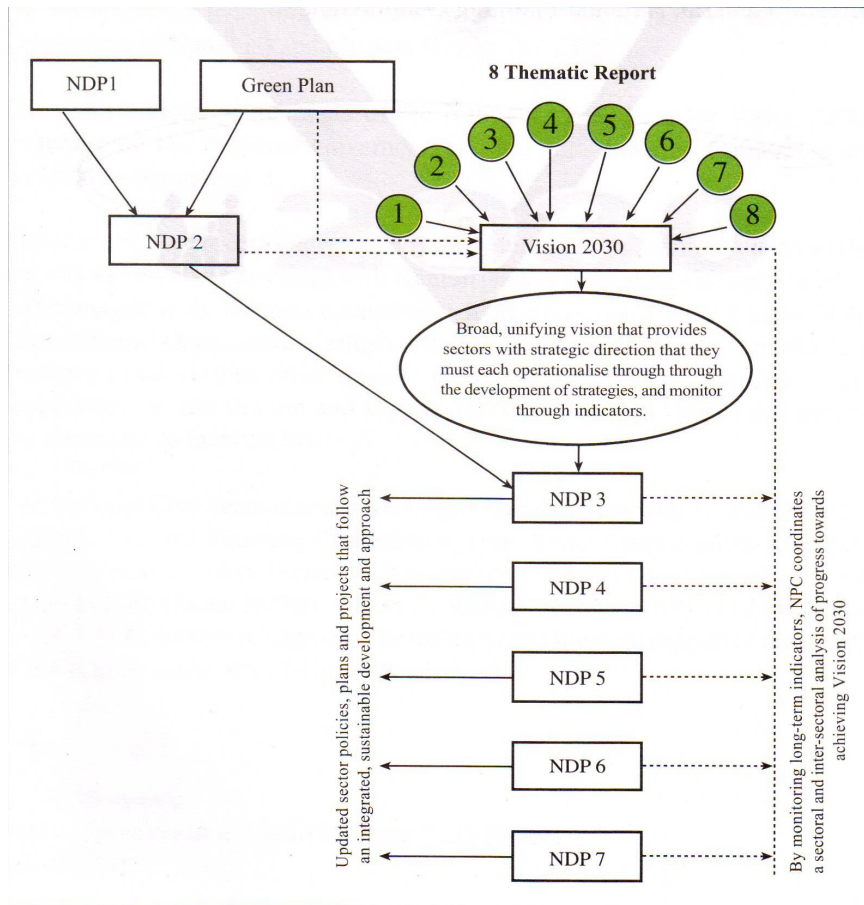 NDP1
Green Plan
8 Thematic Report
1
2
3
4
5
6
7
8
NDP 2
Vision 2030
Broad, unifying vision that provides
sectors with strategic direction that they
must each operationalise through through
the development of strategies, and monitor
through indicators.
NDP 3
NDP 4
NDP 5
NDP 6
NDP 7
Updated sector policies, plans and projects that follow
an integrated, sustainable development and approach
By monitoring long-term indicators, NPC coordinates
a sectoral and inter-sectoral analysis of progress towards
achieving Vision 2030